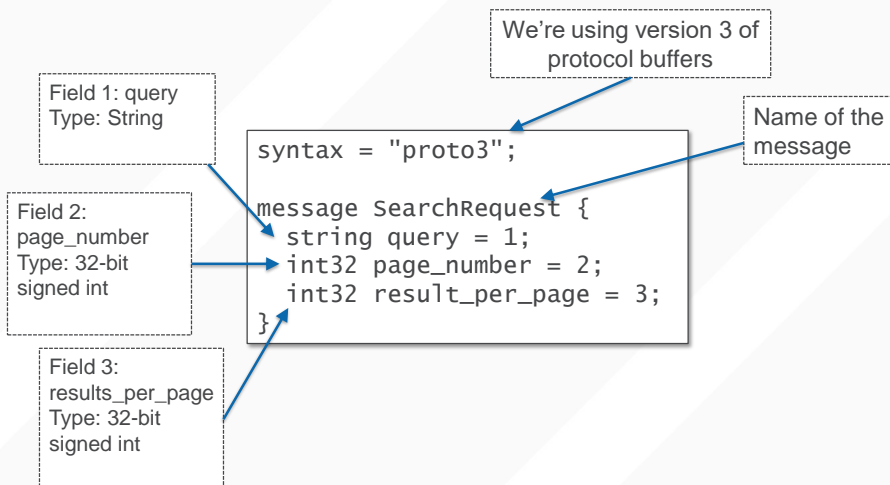 We're using version 3 of
protocol buffers
Field 1: query
Type: String
Name of the
message
syntax = "proto3";
message SearchRequest {
string query = 1;
int32 page_number = 2;
int32 result_per_page = 3;
}
Field 2:
page_number
Type: 32-bit
signed int
Field 3:
results_per_page
Type: 32-bit
signed int